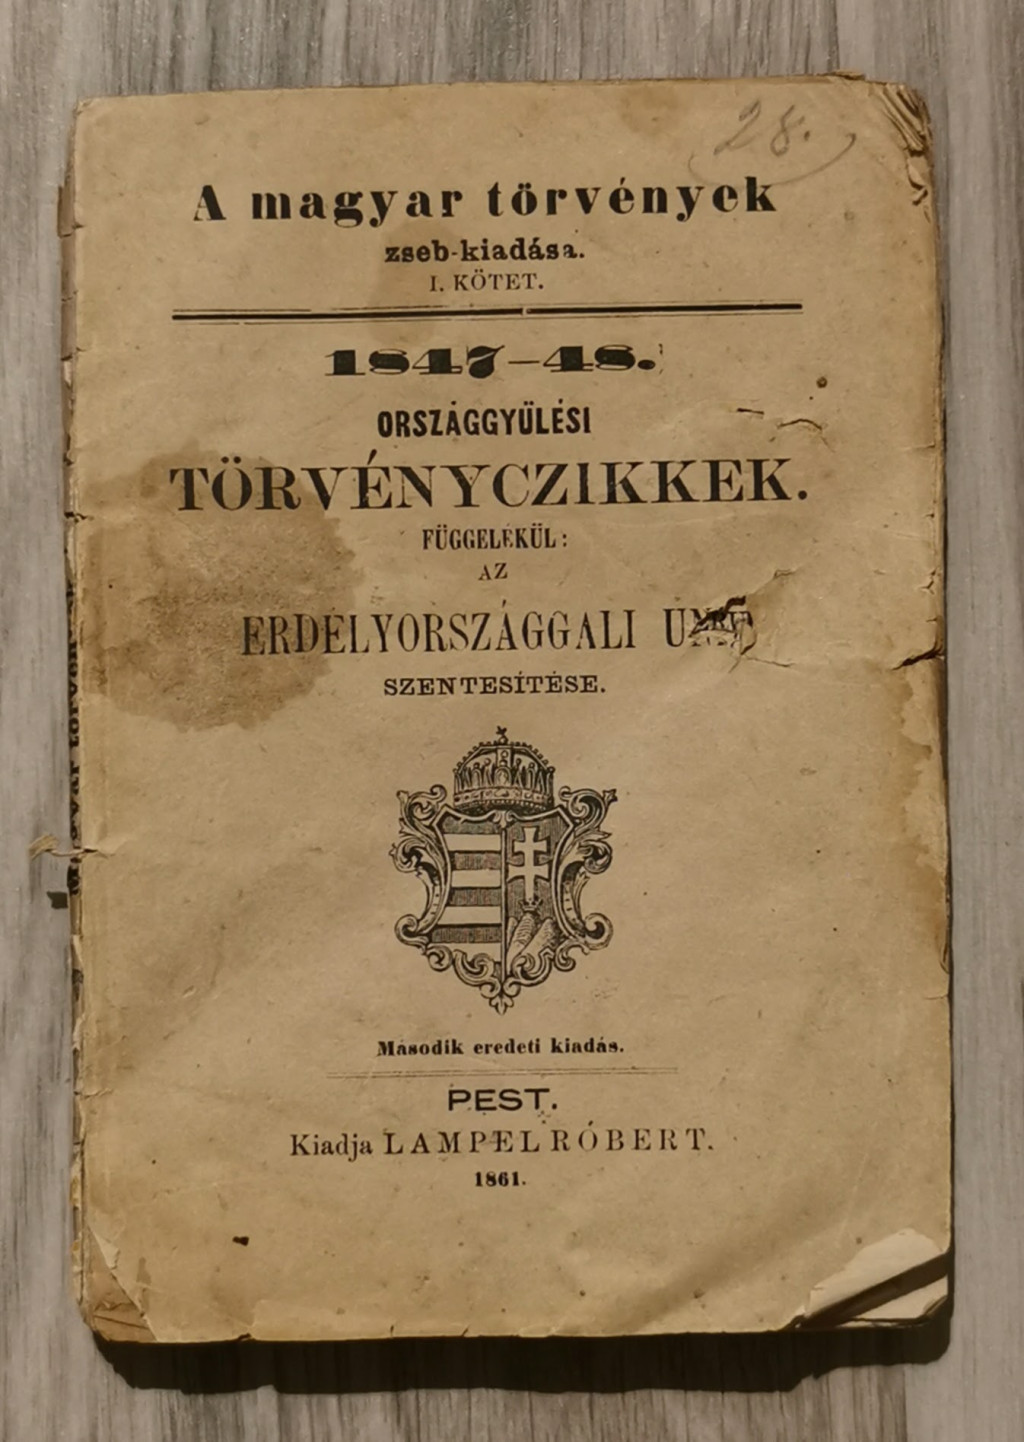 28.
A magyar törvények
zseb-kiadása.
I. KÖTET.
1847–48.
ORSZÁGGYÜLÉSI
TÖRVÉNYCZIKKEK.
FÜGGELÉKÜL:
AZ
ERDÉLYORSZÁGGALI
SZENTESÍTÉSE.
Második eredeti kiadás.
PEST.
Kiadja LAMPEL RÓBERT.
1861.